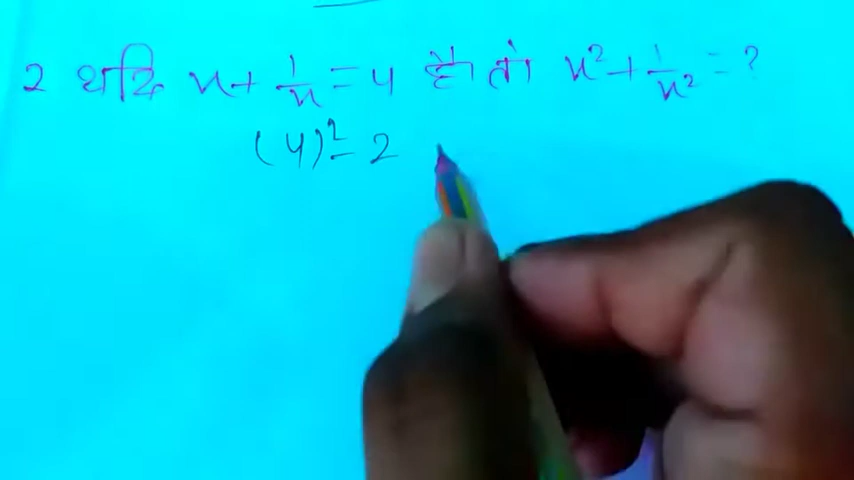 2 यदि x + 1/x = 4 हो तो x² + 1/x² = ?
(4)² - 2